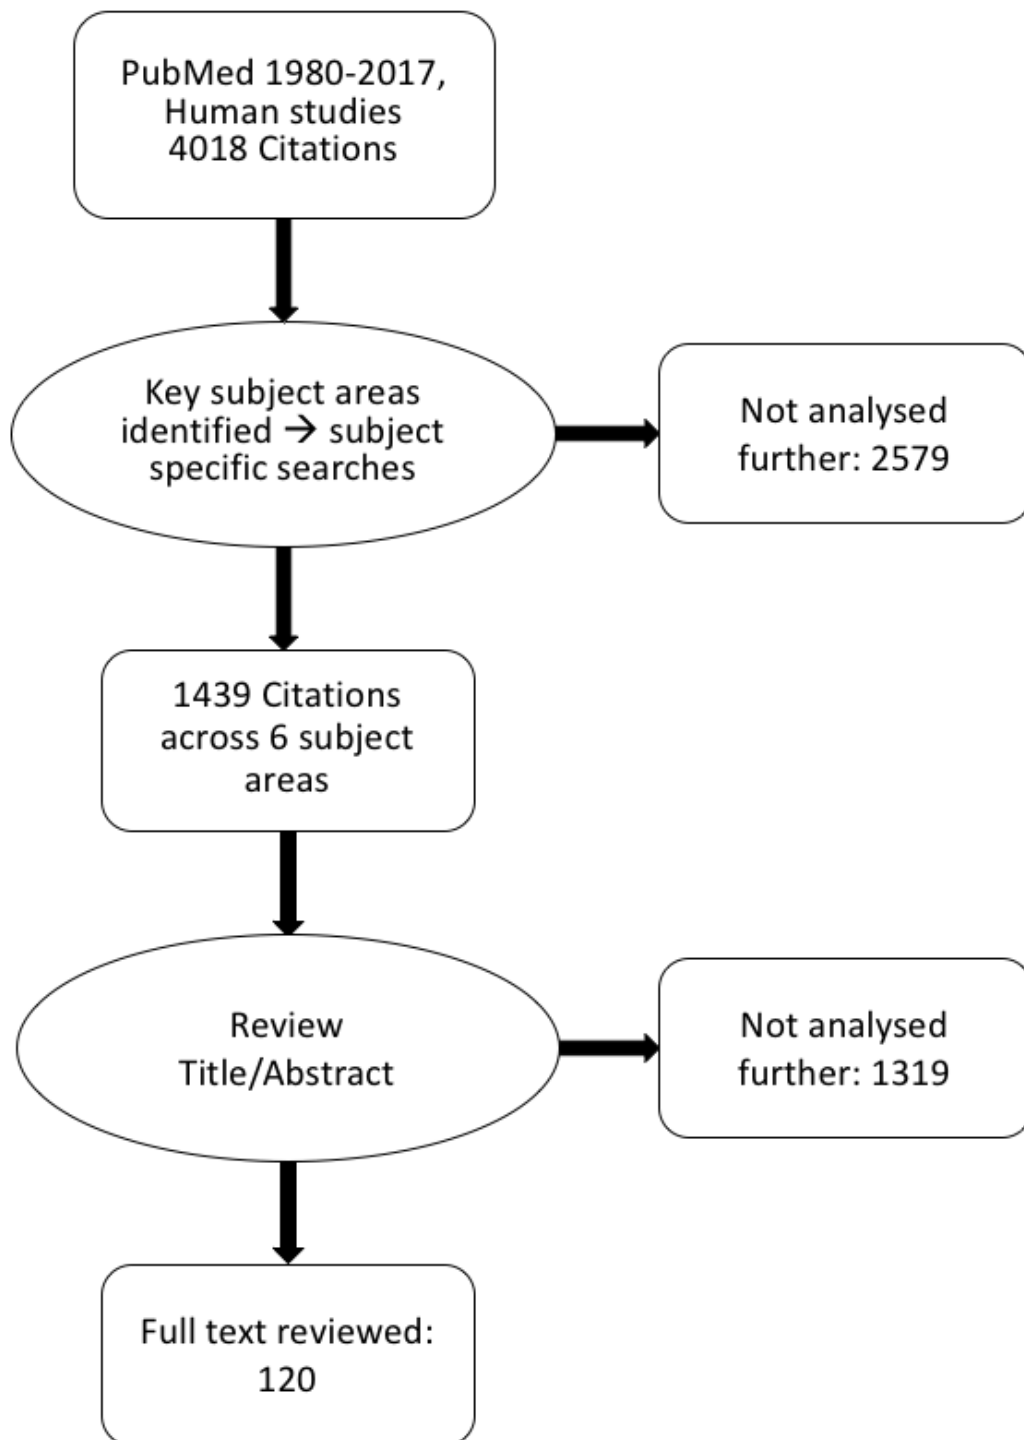 PubMed 1980-2017,
Human studies
4018 Citations
Key subject areas
identified → subject
specific searches
Not analysed
further: 2579
1439 Citations
across 6 subject
areas
Review
Title/Abstract
Not analysed
further: 1319
Full text reviewed:
120